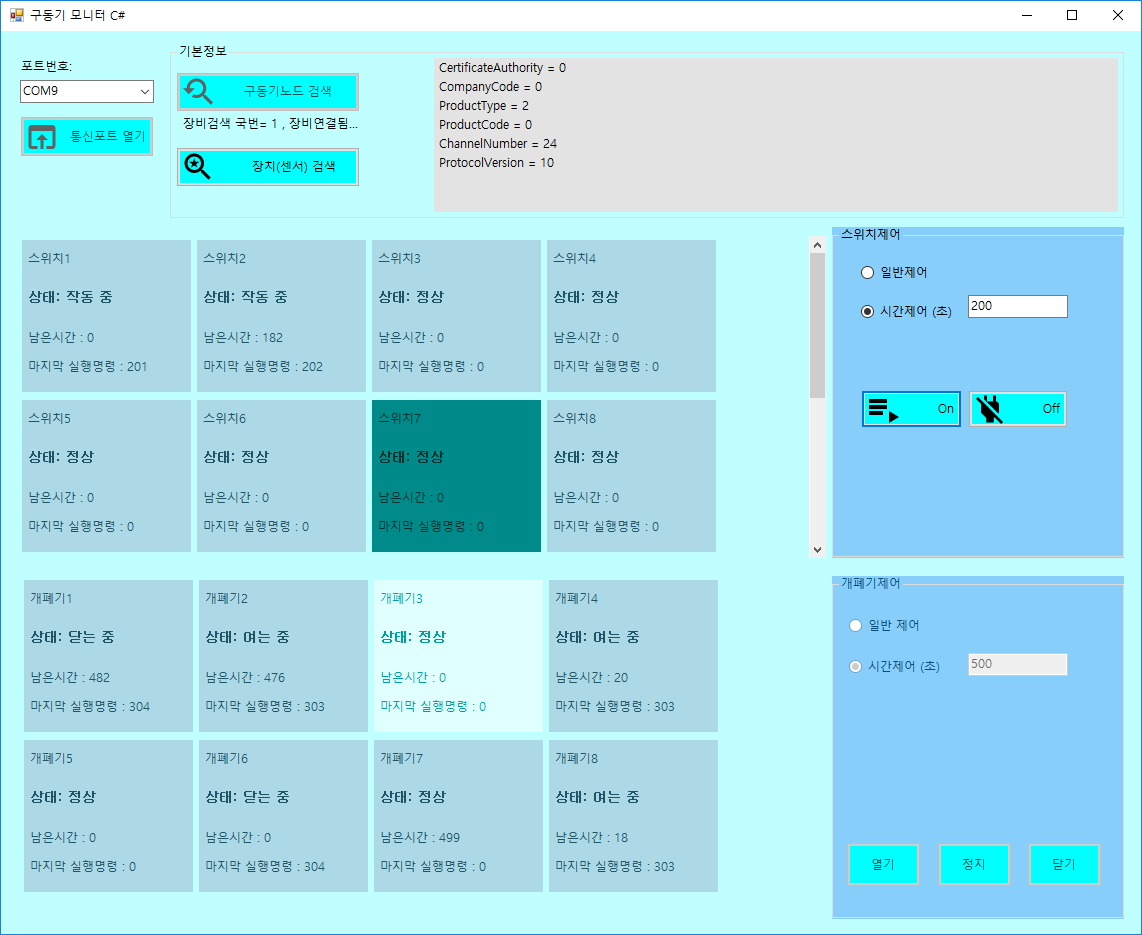 구동기 모니터 C#
포트번호:
COM9
통신포트 열기
기본정보
구동기노드 검색
장비검색 국번= 1 , 장비연결됨...
장치(센서) 검색
CertificateAuthority = 0
CompanyCode = 0
ProductType = 2
ProductCode = 0
ChannelNumber = 24
ProtocolVersion = 10
스위치1
상태: 작동 중
남은시간 : 0
마지막 실행명령 : 201
스위치2
상태: 작동 중
남은시간 : 182
마지막 실행명령 : 202
스위치3
상태: 정상
남은시간 : 0
마지막 실행명령 : 0
스위치4
상태: 정상
남은시간 : 0
마지막 실행명령 : 0
스위치5
상태: 정상
남은시간 : 0
마지막 실행명령 : 0
스위치6
상태: 정상
남은시간 : 0
마지막 실행명령 : 0
스위치7
상태: 정상
남은시간 : 0
마지막 실행명령 : 0
스위치8
상태: 정상
남은시간 : 0
마지막 실행명령 : 0
스위치제어
일반제어
시간제어 (초) 200
On
Off
개폐기1
상태: 닫는 중
남은시간 : 482
마지막 실행명령 : 304
개폐기2
상태: 여는 중
남은시간 : 476
마지막 실행명령 : 303
개폐기3
상태: 정상
남은시간 : 0
마지막 실행명령 : 0
개폐기4
상태: 여는 중
남은시간 : 20
마지막 실행명령 : 303
개폐기5
상태: 정상
남은시간 : 0
마지막 실행명령 : 0
개폐기6
상태: 닫는 중
남은시간 : 0
마지막 실행명령 : 304
개폐기7
상태: 정상
남은시간 : 499
마지막 실행명령 : 0
개폐기8
상태: 여는 중
남은시간 : 18
마지막 실행명령 : 303
개폐기제어
일반 제어
시간제어 (초) 500
열기
정지
닫기